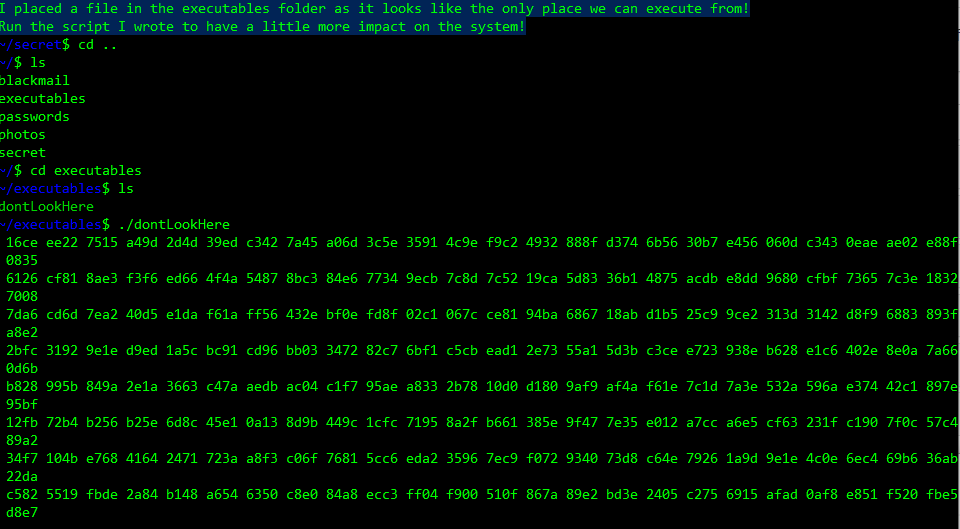 I placed a file in the executables folder as it looks like the only place we can execute from!
Run the script I wrote to have a little more impact on the system!
~/secret$ cd ..
~/$ ls
blackmail
executables
passwords
photos
secret
~/$ cd executables
~/executables$ ls
dontLookHere
~/executables$ ./dontLookHere
16ce ee22 7515 a49d 2d4d 39ed c342 7a45 a06d 3c5e 3591 4c9e f9c2 4932 888f d374 6b56 30b7 e456 060d c343 0eae ae02 e88f
0835
6126 cf81 8ae3 f3f6 ed66 4f4a 5487 8bc3 84e6 7734 9ecb 7c8d 7c52 19ca 5d83 36b1 4875 acdb e8dd 9680 cfbf 7365 7c3e 1832
7008
7da6 cd6d 7ea2 40d5 e1da f61a ff56 432e bf0e fd8f 02c1 067c ce81 94ba 6867 18ab d1b5 25c9 9ce2 313d 3142 d8f9 6883 893f
a8e2
2bfc 3192 9e1e d9ed 1a5c bc91 cd96 bb03 3472 82c7 6bf1 c5cb ead1 2e73 55a1 5d3b c3ce e723 938e b628 e1c6 402e 8e0a 7a66
0d6b
b828 995b 849a 2e1a 3663 c47a aedb ac04 c1f7 95ae a833 2b78 10d0 d180 9af9 af4a f61e 7c1d 7a3e 532a 596a e374 42c1 897e
95bf
12fb 72b4 b256 b25e 6d8c 45e1 0a13 8d9b 449c 1cfc 7195 8a2f b661 385e 9f47 7e35 e012 a7cc a6e5 cf63 231f c190 7f0c 57c4
89a2
34f7 104b e768 4164 2471 723a a8f3 c06f 7681 5cc6 eda2 3596 7ec9 f072 9340 73d8 c64e 7926 1a9d 9e1e 4c0e 6ec4 69b6 36ab
22da
c582 5519 fbde 2a84 b148 a654 6350 c8e0 84a8 ecc3 ff04 f900 510f 867a 89e2 bd3e 2405 c275 6915 afad 0af8 e851 f520 fbe5
d8e7